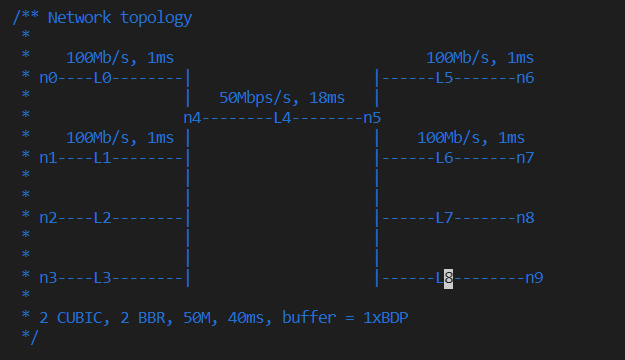 /** Network topology
 *
 *    100Mb/s, 1ms                            100Mb/s, 1ms
 * n0----L0--------|                    |------L5-------n6
 *                 |   50Mbps/s, 18ms   |
 *                 n4--------L4--------n5
 *    100Mb/s, 1ms |                    |    100Mb/s, 1ms
 * n1----L1--------|                    |------L6-------n7
 *                 |                    |
 *                 |                    |
 * n2----L2--------|                    |------L7-------n8
 *                 |                    |
 *                 |                    |
 * n3----L3--------|                    |------L8--------n9
 *
 * 2 CUBIC, 2 BBR, 50M, 40ms, buffer = 1xBDP
 */